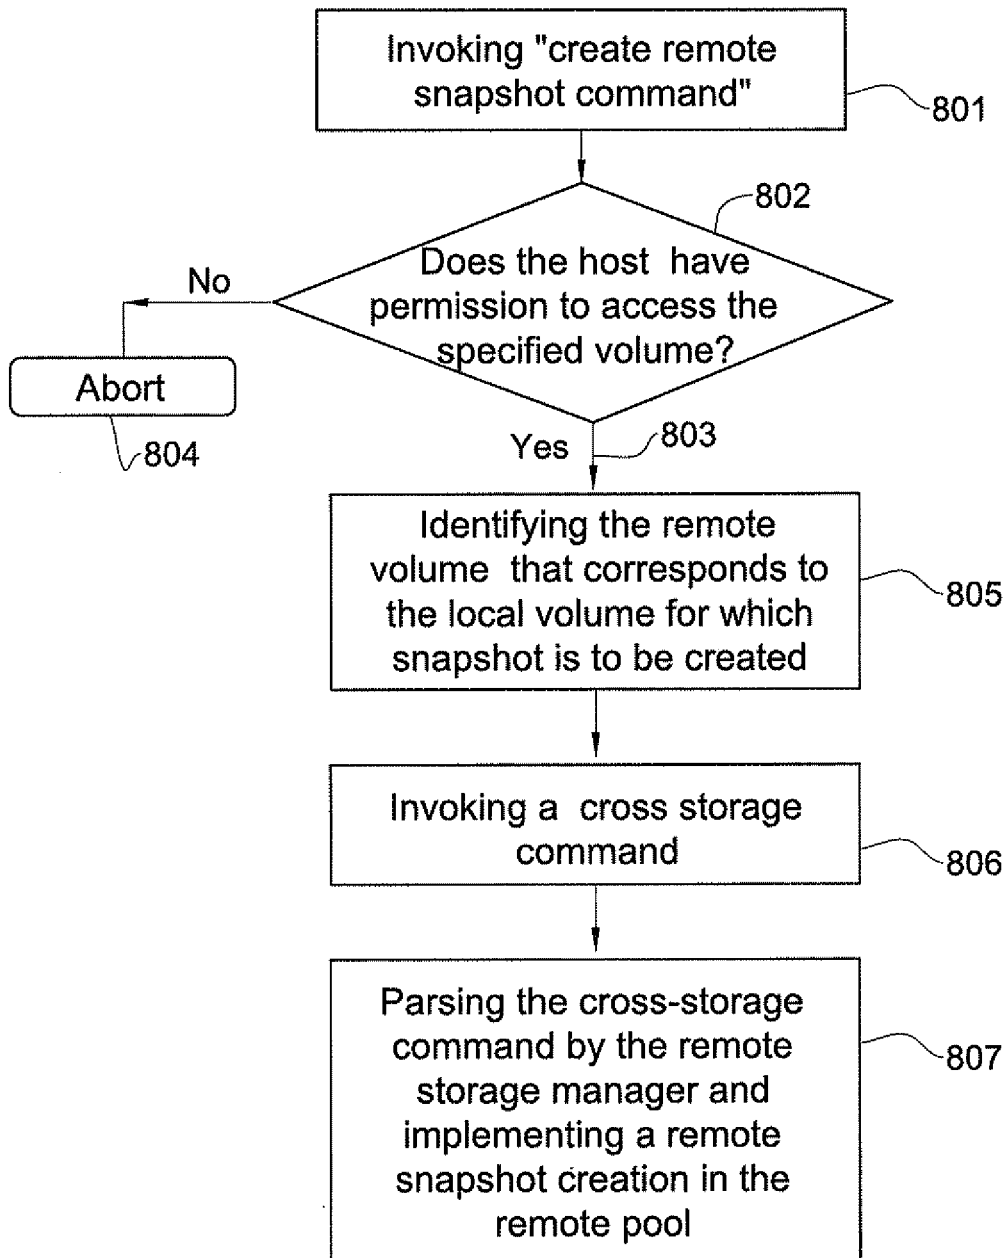 Invoking "create remote
snapshot command"
801
802
Does the host have
permission to access the
specified volume?
No
Abort
804
Yes
803
Identifying the remote
volume that corresponds to
the local volume for which
snapshot is to be created
805
Invoking a cross storage
command
806
Parsing the cross-storage
command by the remote
storage manager and
implementing a remote
snapshot creation in the
remote pool
807